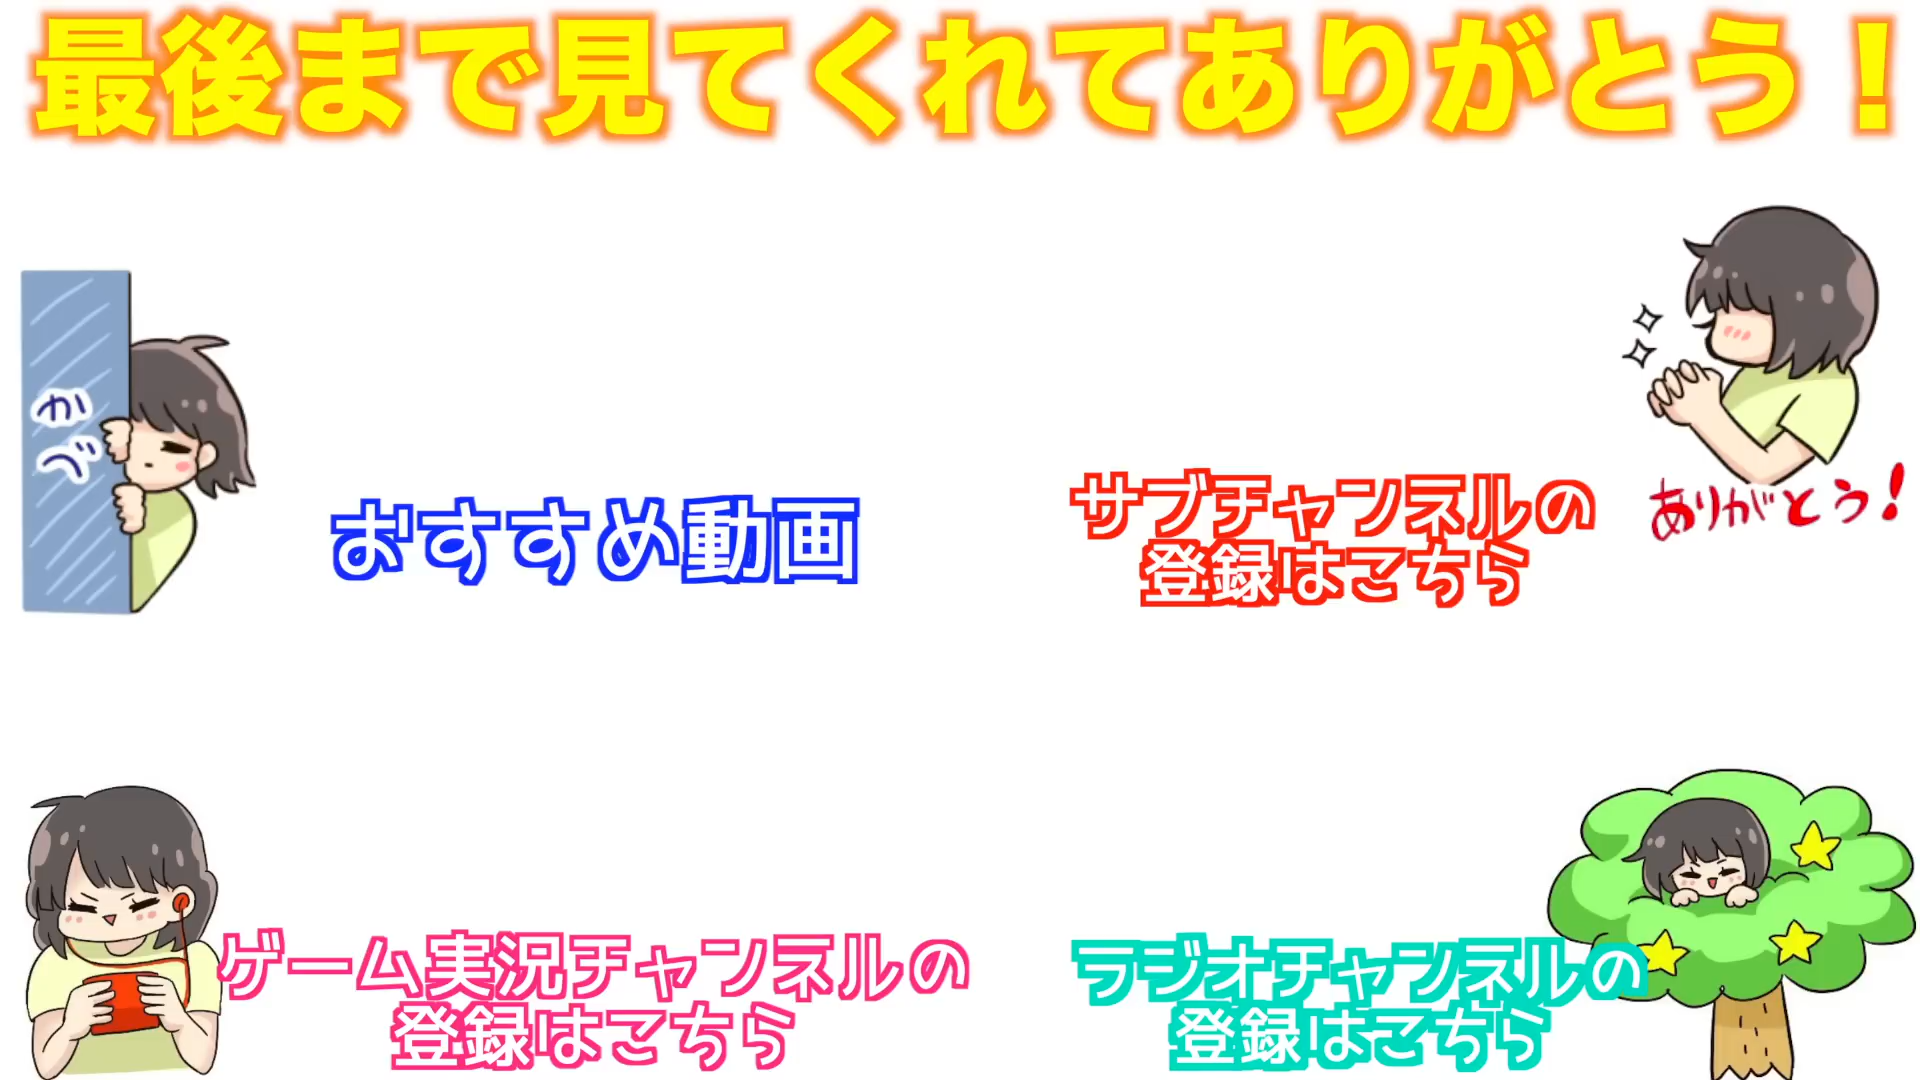 最後まで見てくれてありがとう！
かべ
おすすめ動画
サブチャンネルの
登録はこちら
ありがとう！
ゲーム実況チャンネルの
登録はこちら
ラジオチャンネルの
登録はこちら